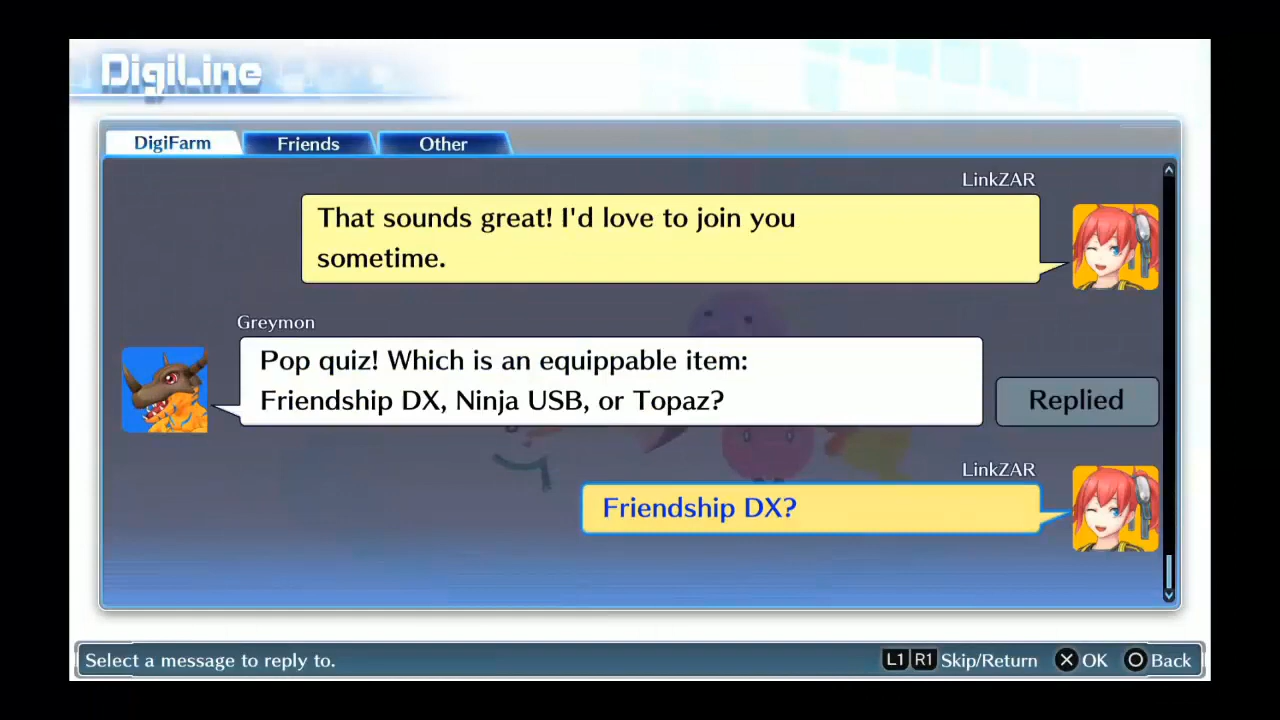 DigiLine
DigiFarm
Friends
Other
LinkZAR
That sounds great! I'd love to join you
sometime.
Greymon
Pop quiz! Which is an equippable item:
Friendship DX, Ninja USB, or Topaz?
Replied
LinkZAR
Friendship DX?
Select a message to reply to.
L1 R1 Skip/Return X OK O Back